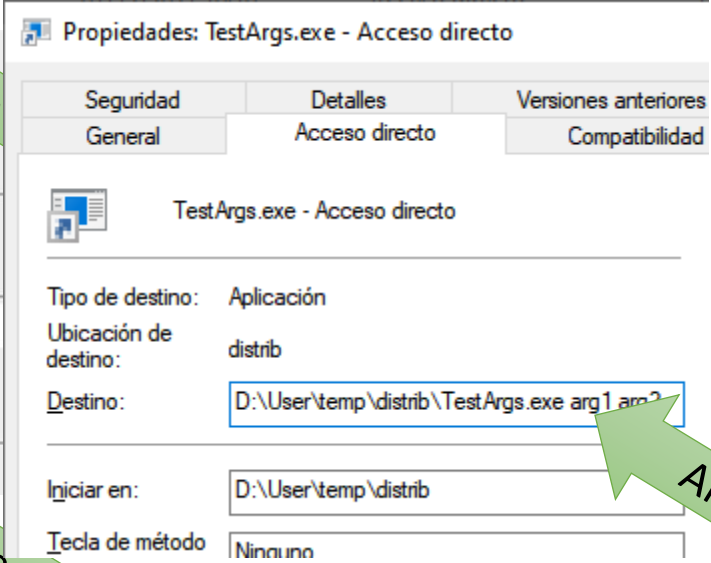 Propiedades: TestArgs.exe - Acceso directo
Seguridad Detalles Versiones anteriores
General Acceso directo Compatibilidad
TestArgs.exe - Acceso directo
Tipo de destino: Aplicación
Ubicación de
destino: distrib
Destino: D:\User\temp\distrib\TestArgs.exe arg1 arg2
Iniciar en: D:\User\temp\distrib
Tecla de método Ninguno